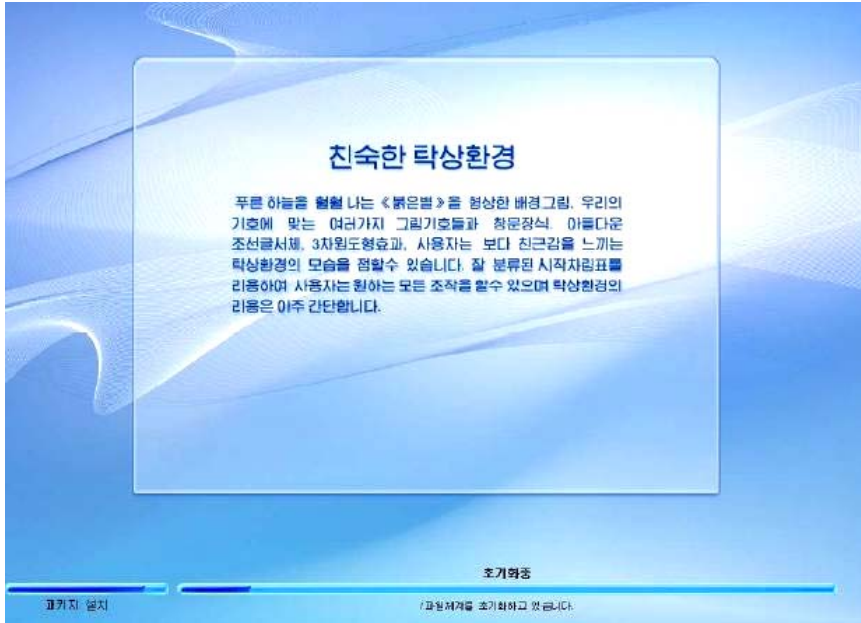 친숙한 탁상환경
푸른 하늘을 훨훨 나는 《붉은별》을 형상한 배경그림, 우리의
기호에 맞는 여러가지 그림기호들과 창문장식, 아름다운
조선글서체, 3차원도형효과, 사용자는 보다 친근감을 느끼는
탁상환경의 모습을 접할수 있습니다. 잘 분류된 시작차림표를
리용하여 사용자는 원하는 모든 조작을 할수 있으며 탁상환경의
리용은 아주 간단합니다.
초기화중
패키지 설치
/파일체계를 초기화하고 있습니다.